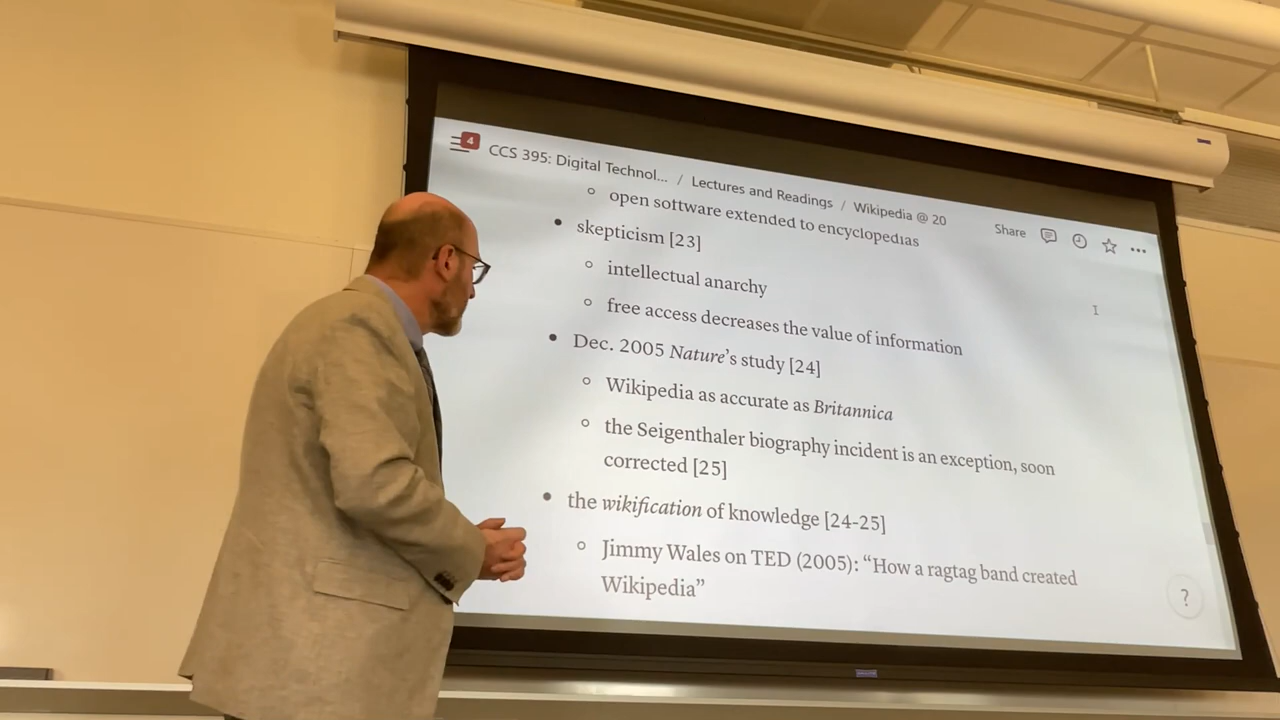 4
CCS 395: Digital Technol... / Lectures and Readings / Wikipedia @ 20
Share
open software extended to encyclopedias
skepticism [23]
intellectual anarchy
free access decreases the value of information
Dec. 2005 Nature's study [24]
Wikipedia as accurate as Britannica
the Seigenthaler biography incident is an exception, soon
corrected [25]
the wikification of knowledge [24-25]
Jimmy Wales on TED (2005): “How a ragtag band created
Wikipedia”
?